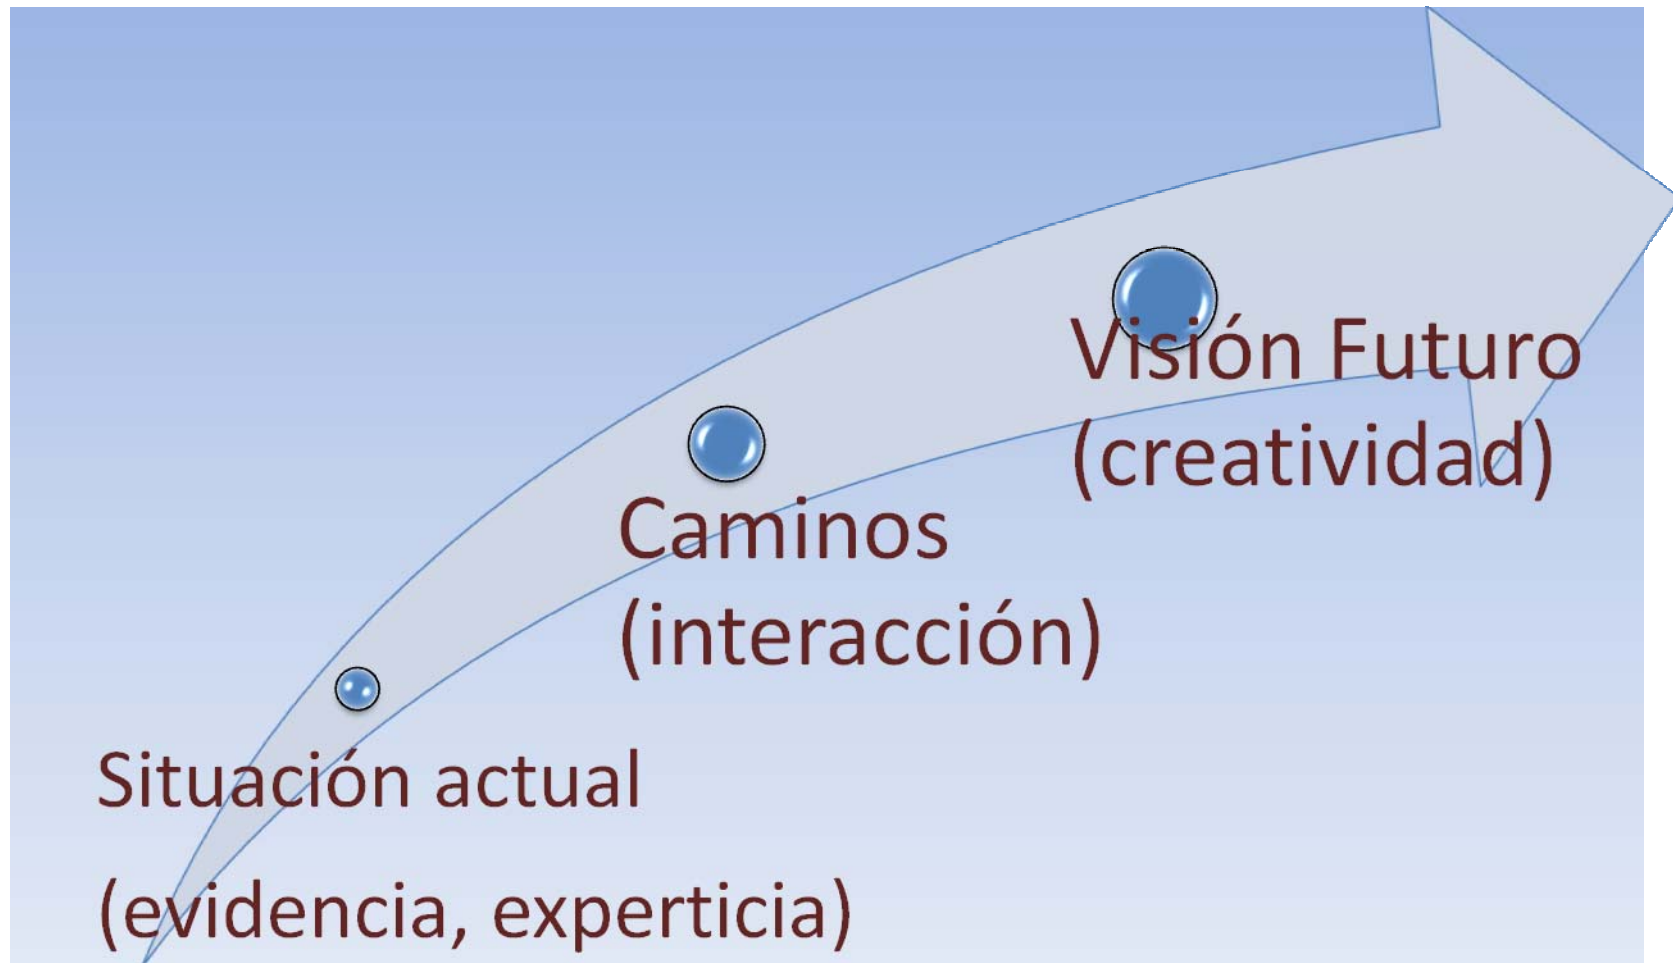 Visión Futuro
(creatividad)
Caminos
(interacción)
Situación actual
(evidencia, experticia)